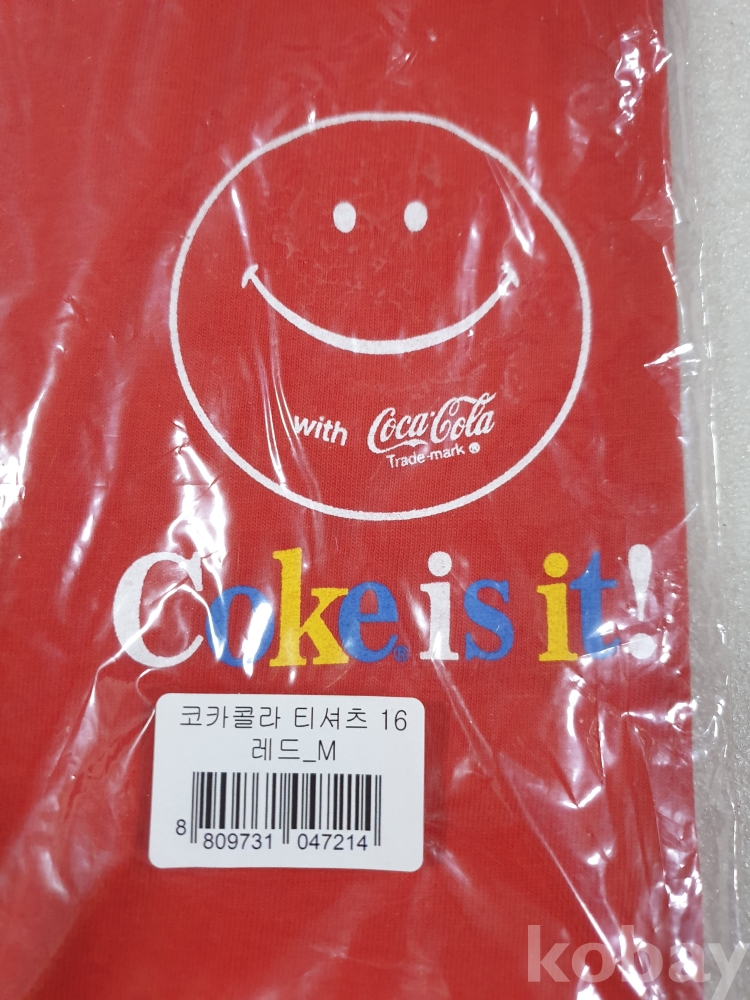 with Coca-Cola
Trade-mark ®
Coke® is it!
코카콜라 티셔츠 16
레드_M
8 809731 047214
kobay